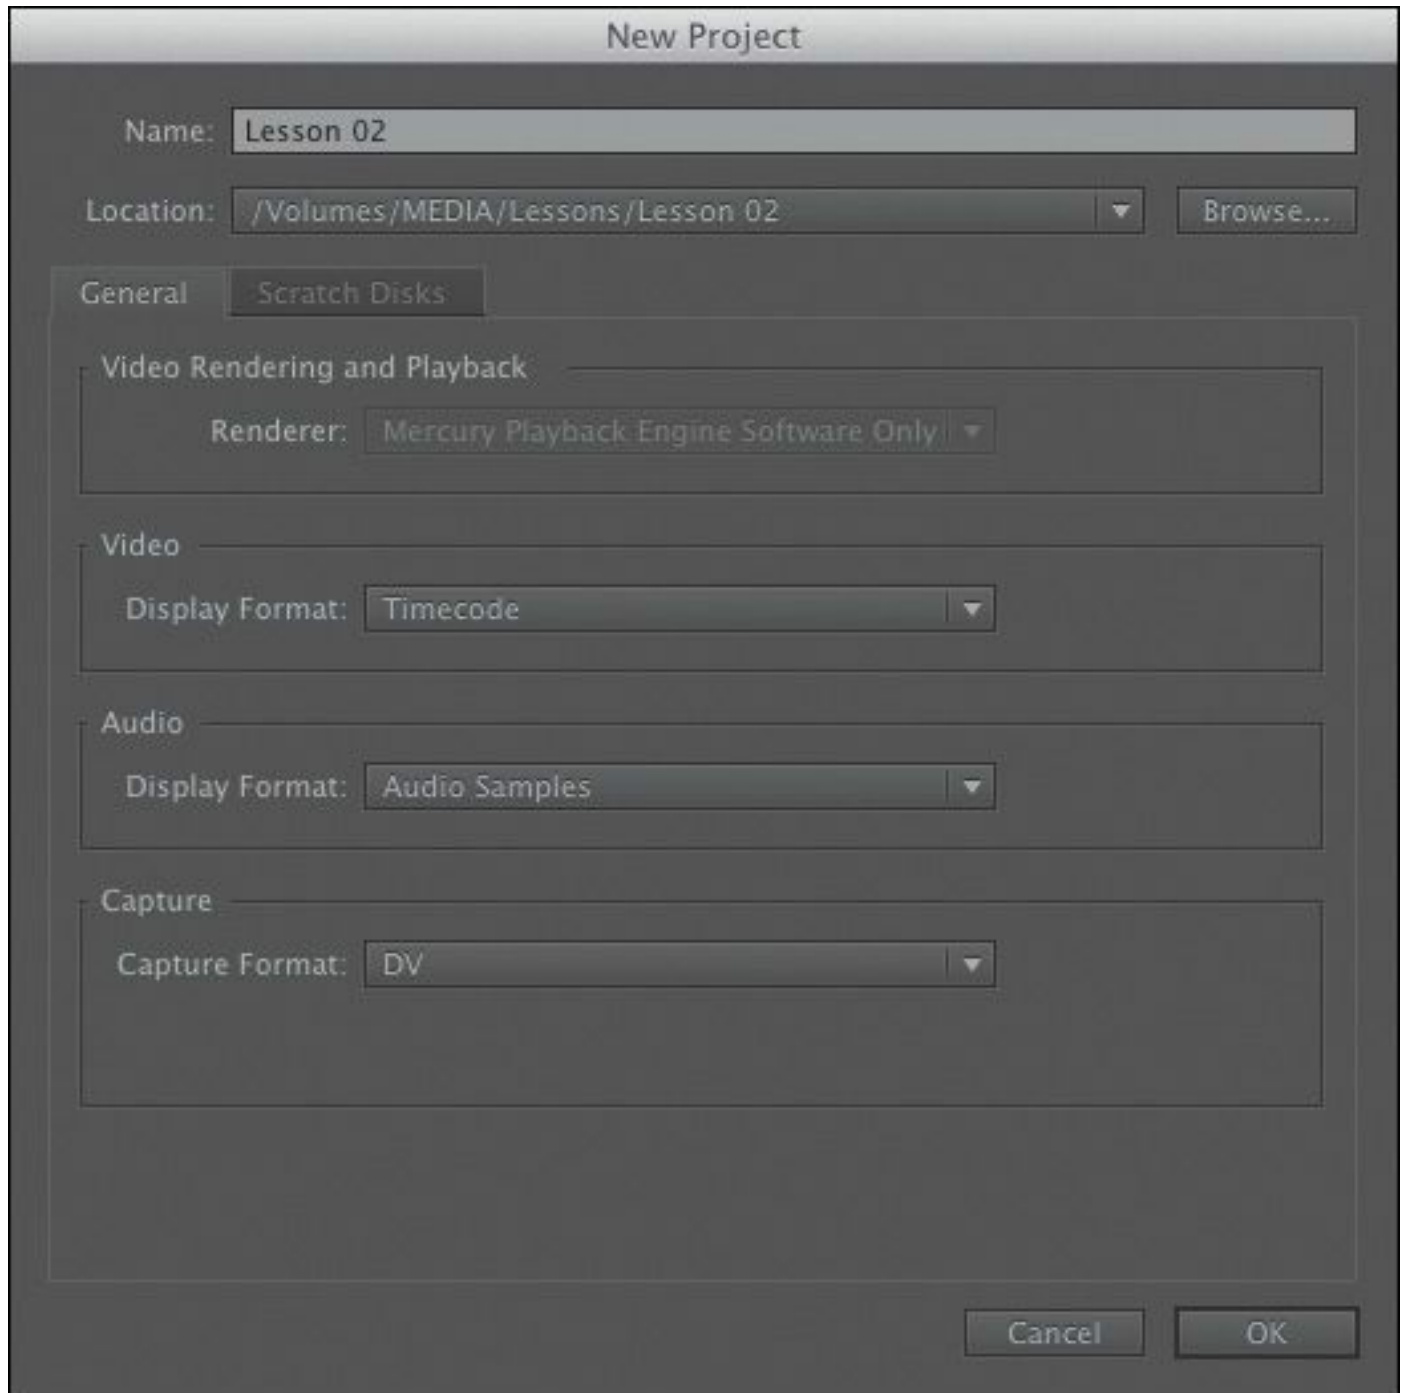 New Project
Name: Lesson 02
Location: /Volumes/MEDIA/Lessons/Lesson 02 Browse...
General Scratch Disks
Video Rendering and Playback
Renderer: Mercury Playback Engine Software Only
Video
Display Format: Timecode
Audio
Display Format: Audio Samples
Capture
Capture Format: DV
Cancel OK